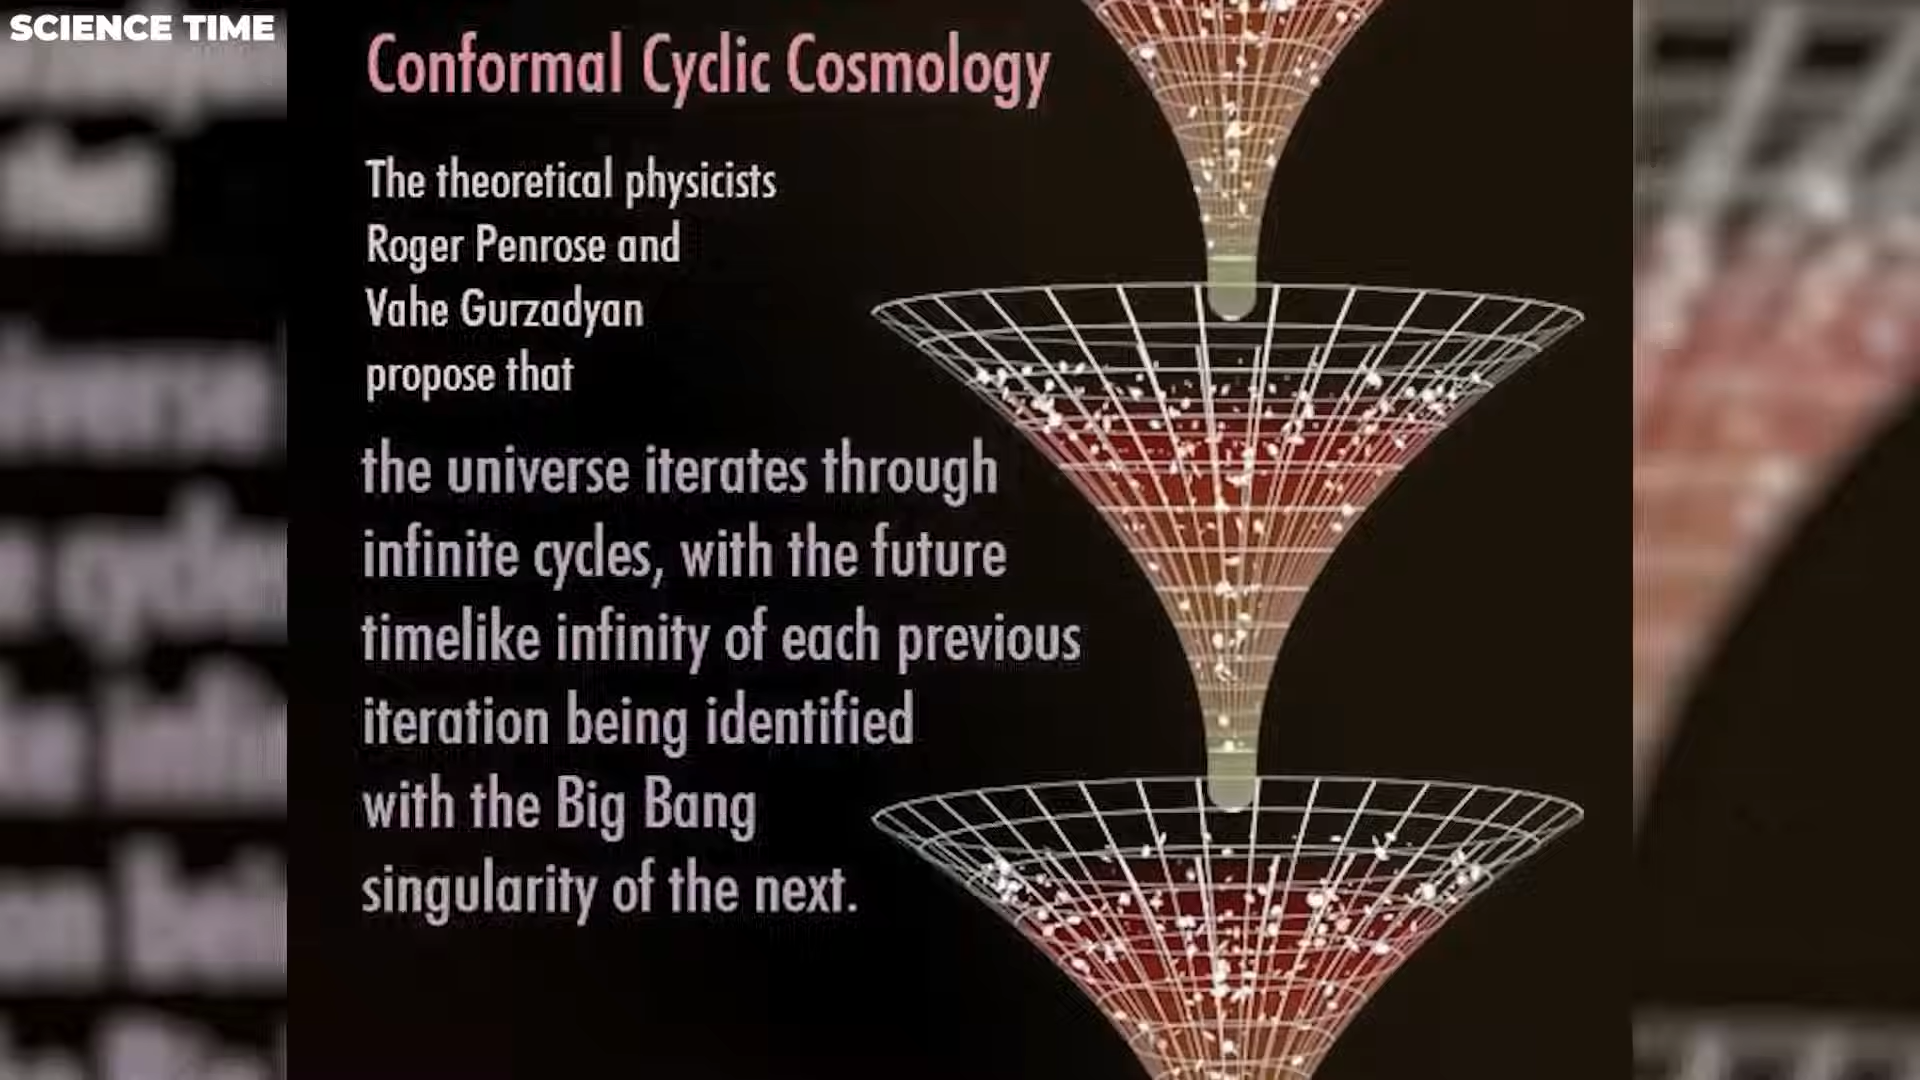 SCIENCE TIME
Conformal Cyclic Cosmology
The theoretical physicists
Roger Penrose and
Vahe Gurzadyan
propose that
the universe iterates through
infinite cycles, with the future
timelike infinity of each previous
iteration being identified
with the Big Bang
singularity of the next.